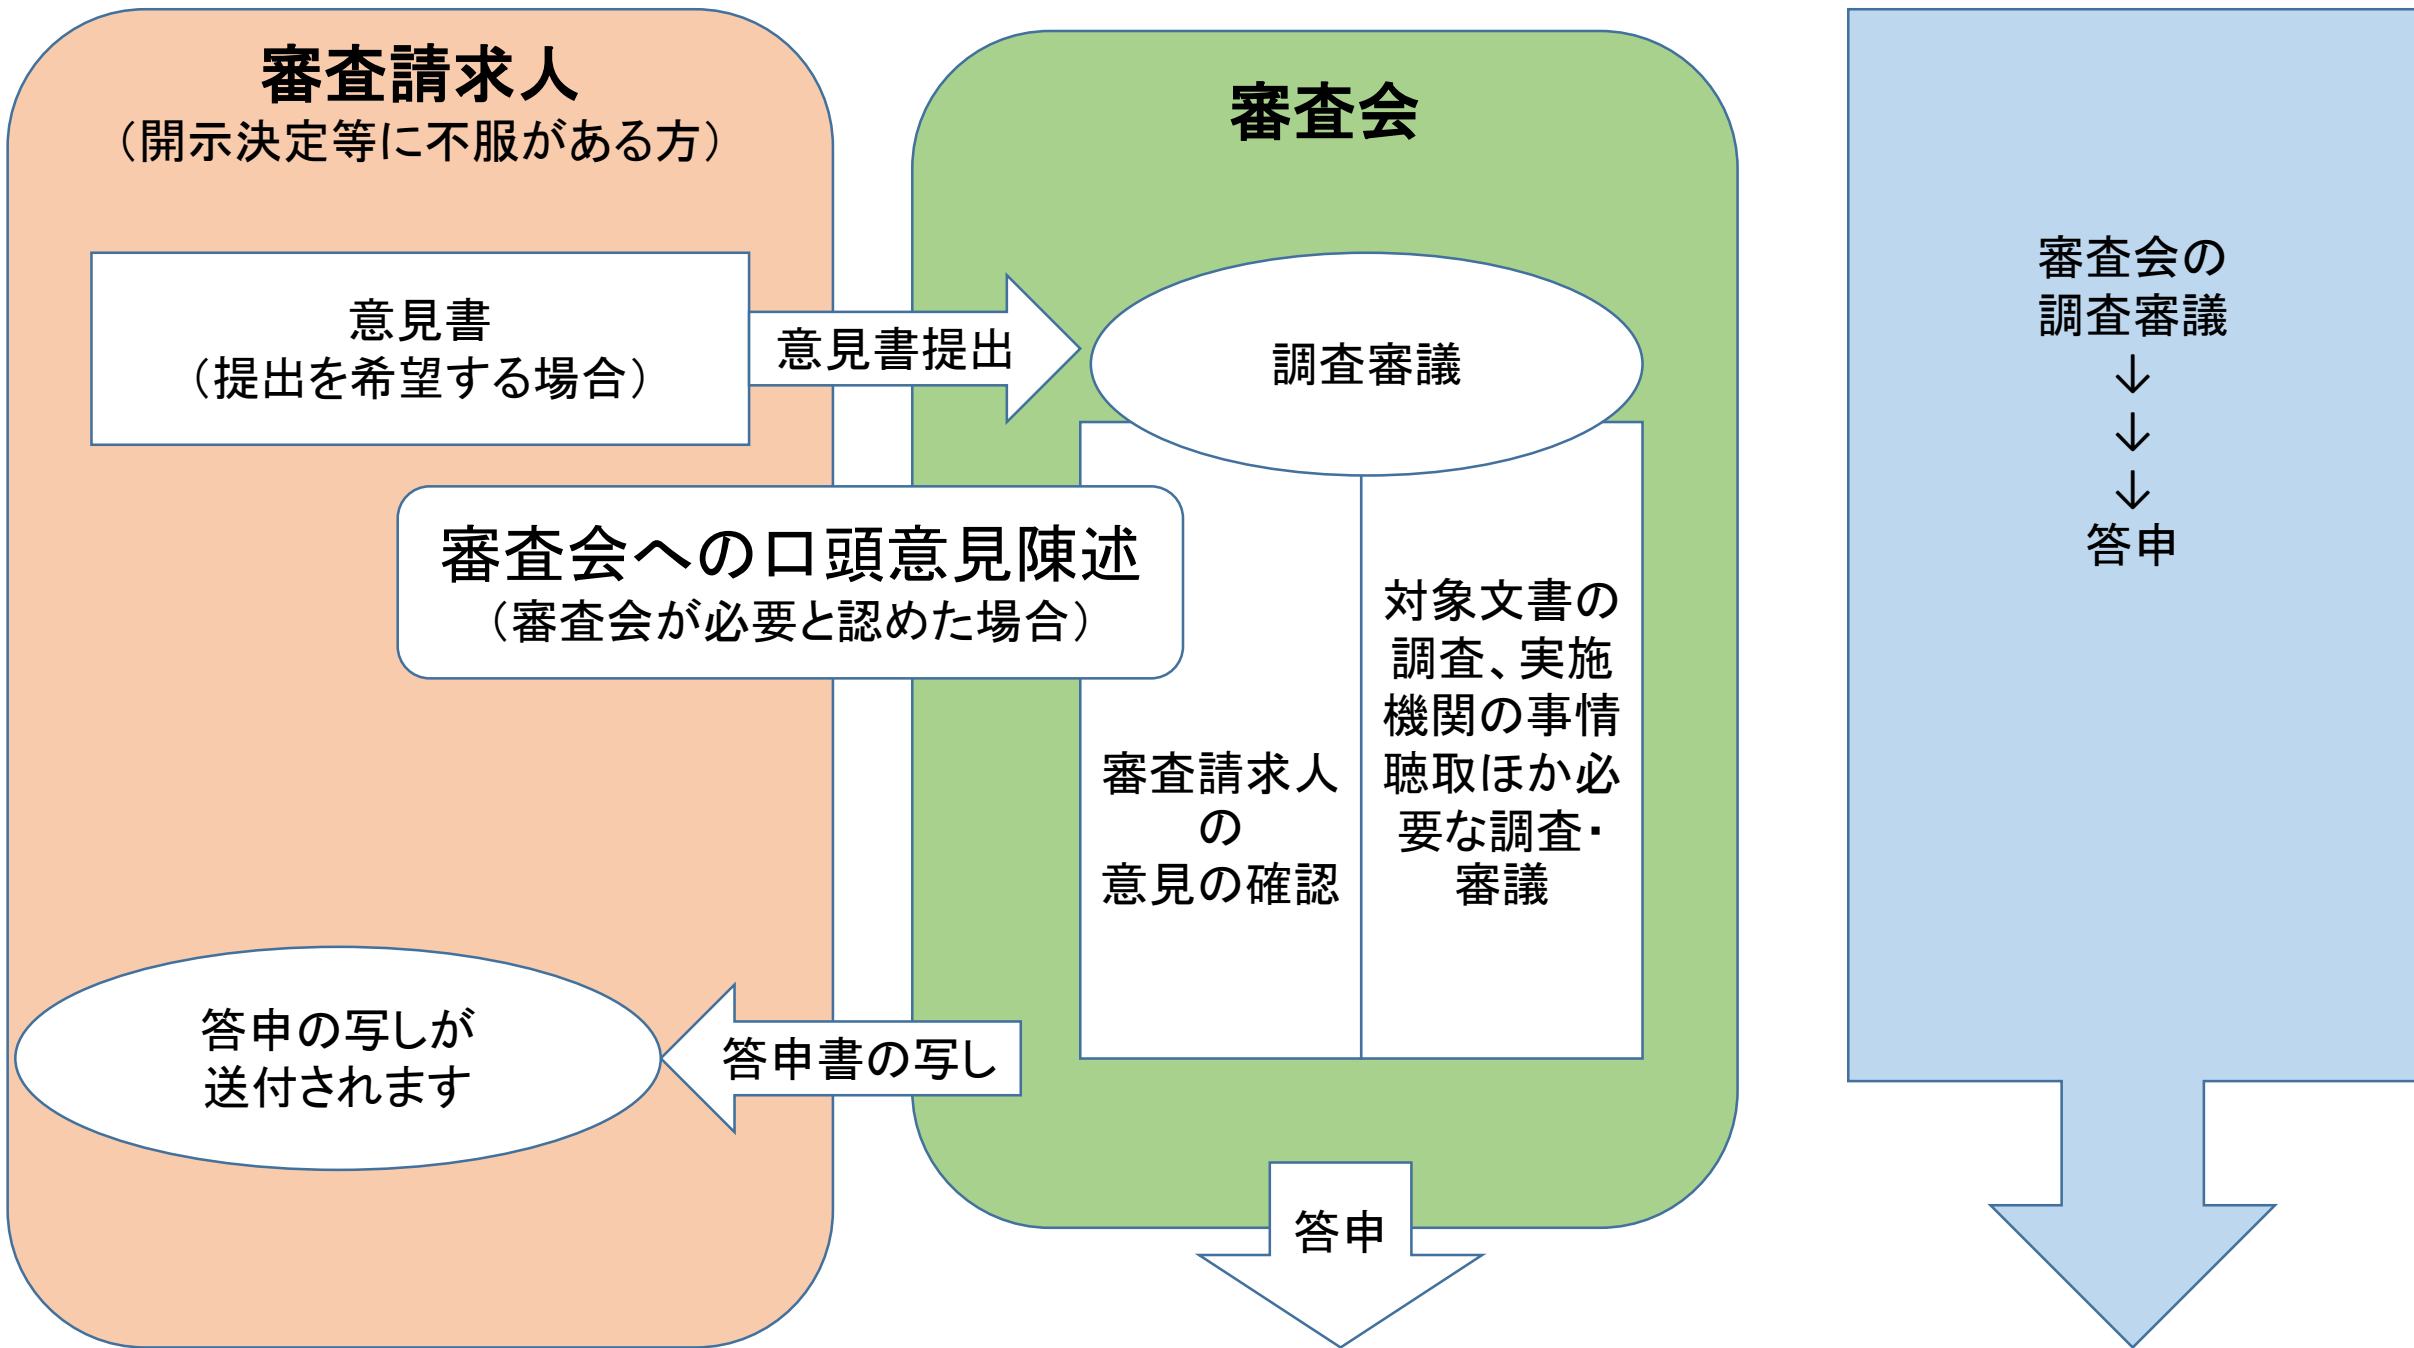 審査請求人
（開示決定等に不服がある方）
意見書
（提出を希望する場合）
意見書提出
審査会
調査審議
審査会への口頭意見陳述
（審査会が必要と認めた場合）
審査請求人
の
意見の確認
対象文書の
調査、実施
機関の事情
聴取ほか必
要な調査・
審議
答申の写しが
送付されます
答申書の写し
答申
審査会の
調査審議
↓
↓
↓
答申